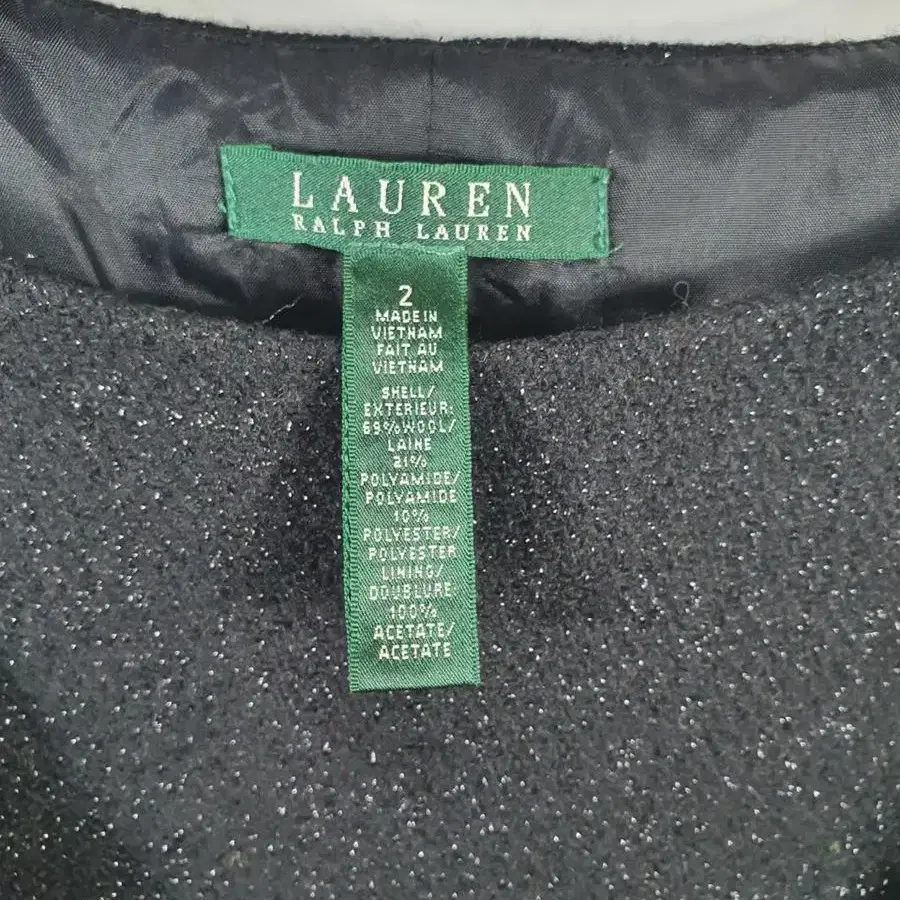 LAUREN
RALPH LAUREN
2
MADE IN
VIETNAM
FAIT AU
VIETNAM
SHELL/
EXTERIEUR:
69%WOOL/
LAINE
21%
POLYAMIDE/
POLYAMIDE
10%
POLYESTER/
POLYESTER
LINING/
DOUBLURE:
100%
ACETATE/
ACETATE